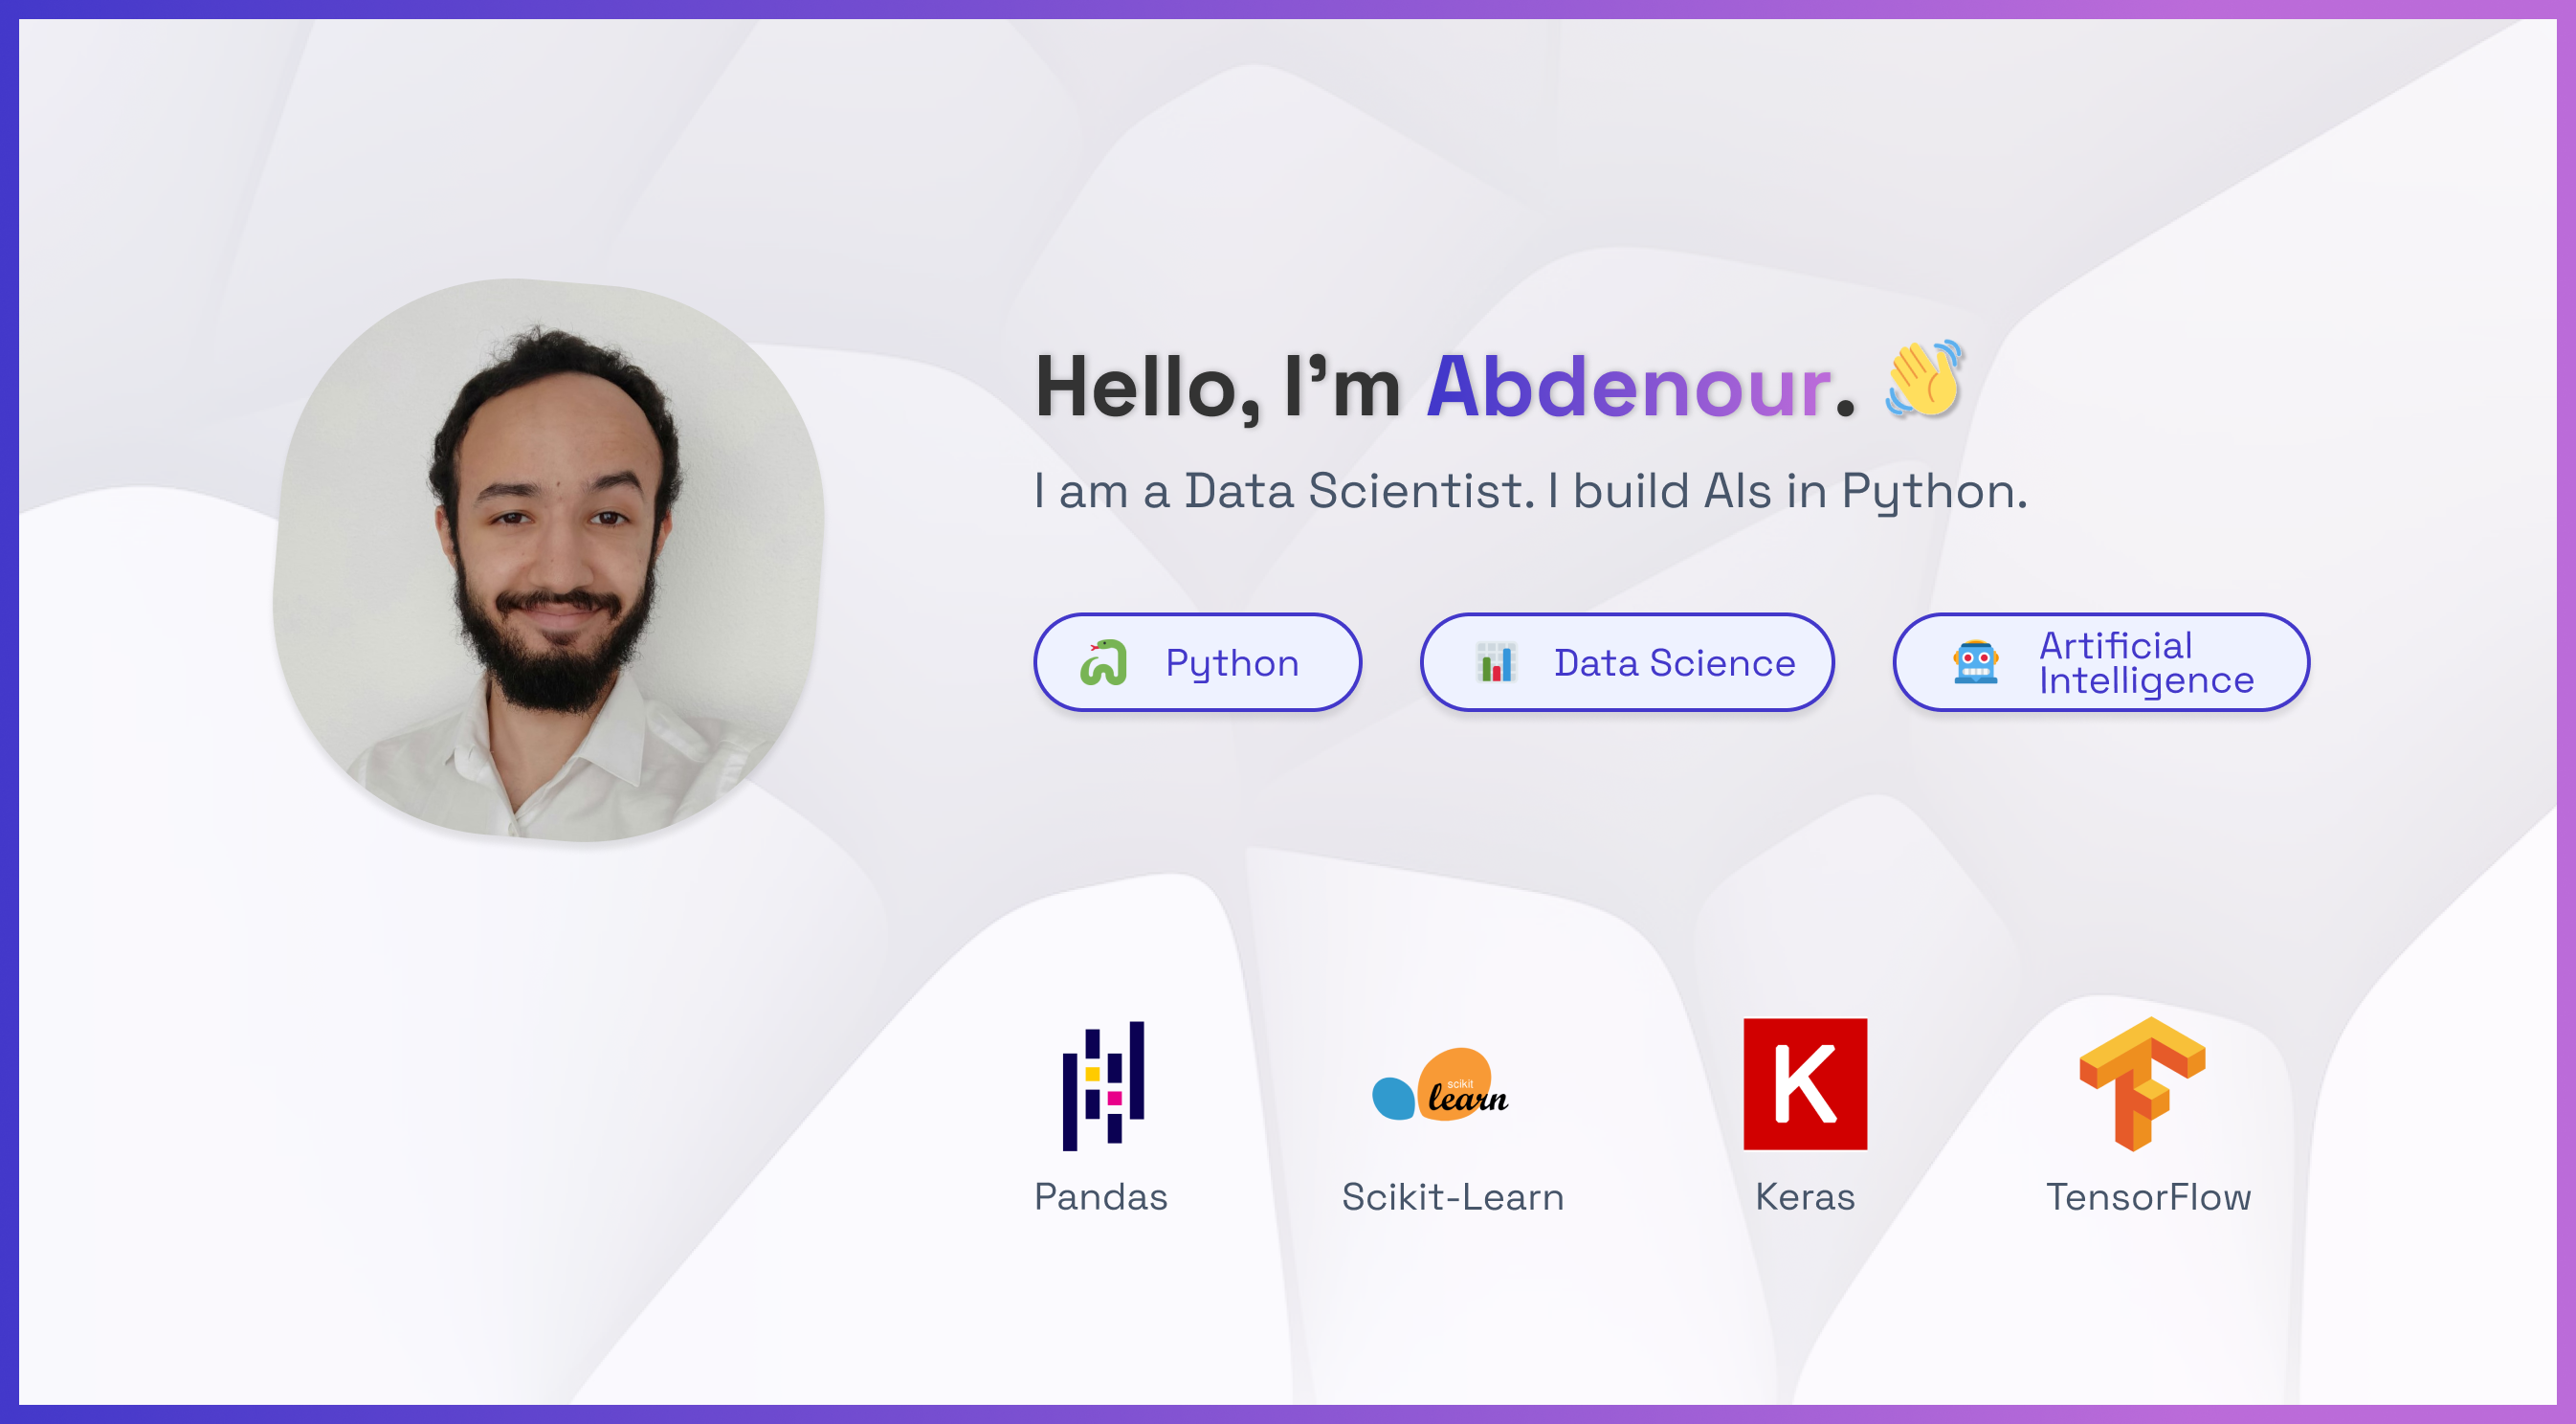 Hello, I’m Abdenour. 👋
I am a Data Scientist. I build AIs in Python.
Python
Data Science
Artificial
Intelligence
scikit
learn
K
Pandas
Scikit-Learn
Keras
TensorFlow